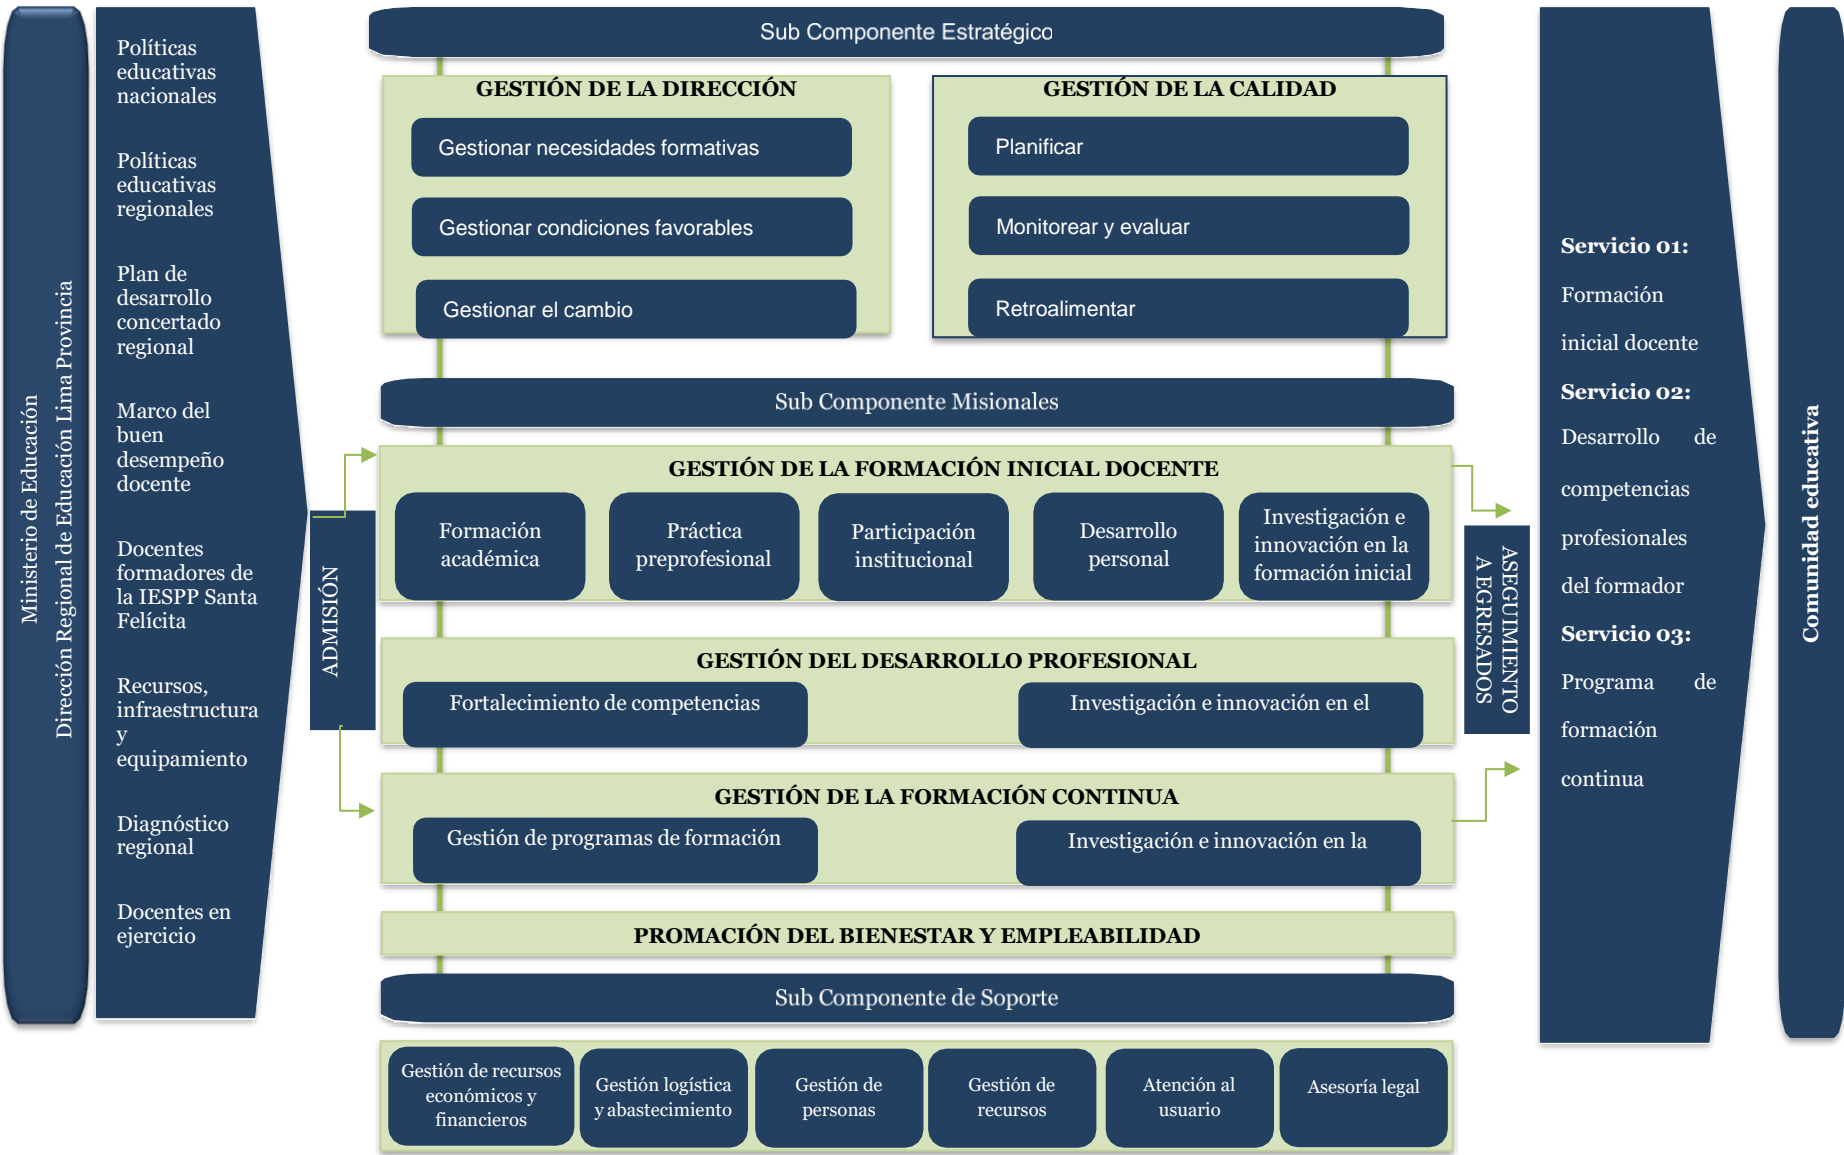 Ministerio de Educación
Dirección Regional de Educación Lima Provincia
Políticas
educativas
nacionales
Políticas
educativas
regionales
Plan de
desarrollo
concertado
regional
Marco del
buen
desempeño
docente
Docentes
formadores de
la IESPP Santa
Felícita
Recursos,
infraestructura
y
equipamiento
Diagnóstico
regional
Docentes en
ejercicio
ADMISIÓN
Sub Componente Estratégico
GESTIÓN DE LA DIRECCIÓN
Gestionar necesidades formativas
Gestionar condiciones favorables
Gestionar el cambio
GESTIÓN DE LA CALIDAD
Planificar
Monitorear y evaluar
Retroalimentar
Sub Componente Misionales
GESTIÓN DE LA FORMACIÓN INICIAL DOCENTE
Formación
académica
Práctica
preprofesional
Participación
institucional
Desarrollo
personal
Investigación e
innovación en la
formación inicial
GESTIÓN DEL DESARROLLO PROFESIONAL
Fortalecimiento de competencias
Investigación e innovación en el
GESTIÓN DE LA FORMACIÓN CONTINUA
Gestión de programas de formación
Investigación e innovación en la
PROMACIÓN DEL BIENESTAR Y EMPLEABILIDAD
Sub Componente de Soporte
Gestión de recursos
económicos y
financieros
Gestión logística
y abastecimiento
Gestión de
personas
Gestión de
recursos
Atención al
usuario
Asesoría legal
ASEGUIMIENTO
A EGRESADOS
Servicio 01:
Formación
inicial docente
Servicio 02:
Desarrollo de
competencias
profesionales
del formador
Servicio 03:
Programa de
formación
continua
Comunidad educativa